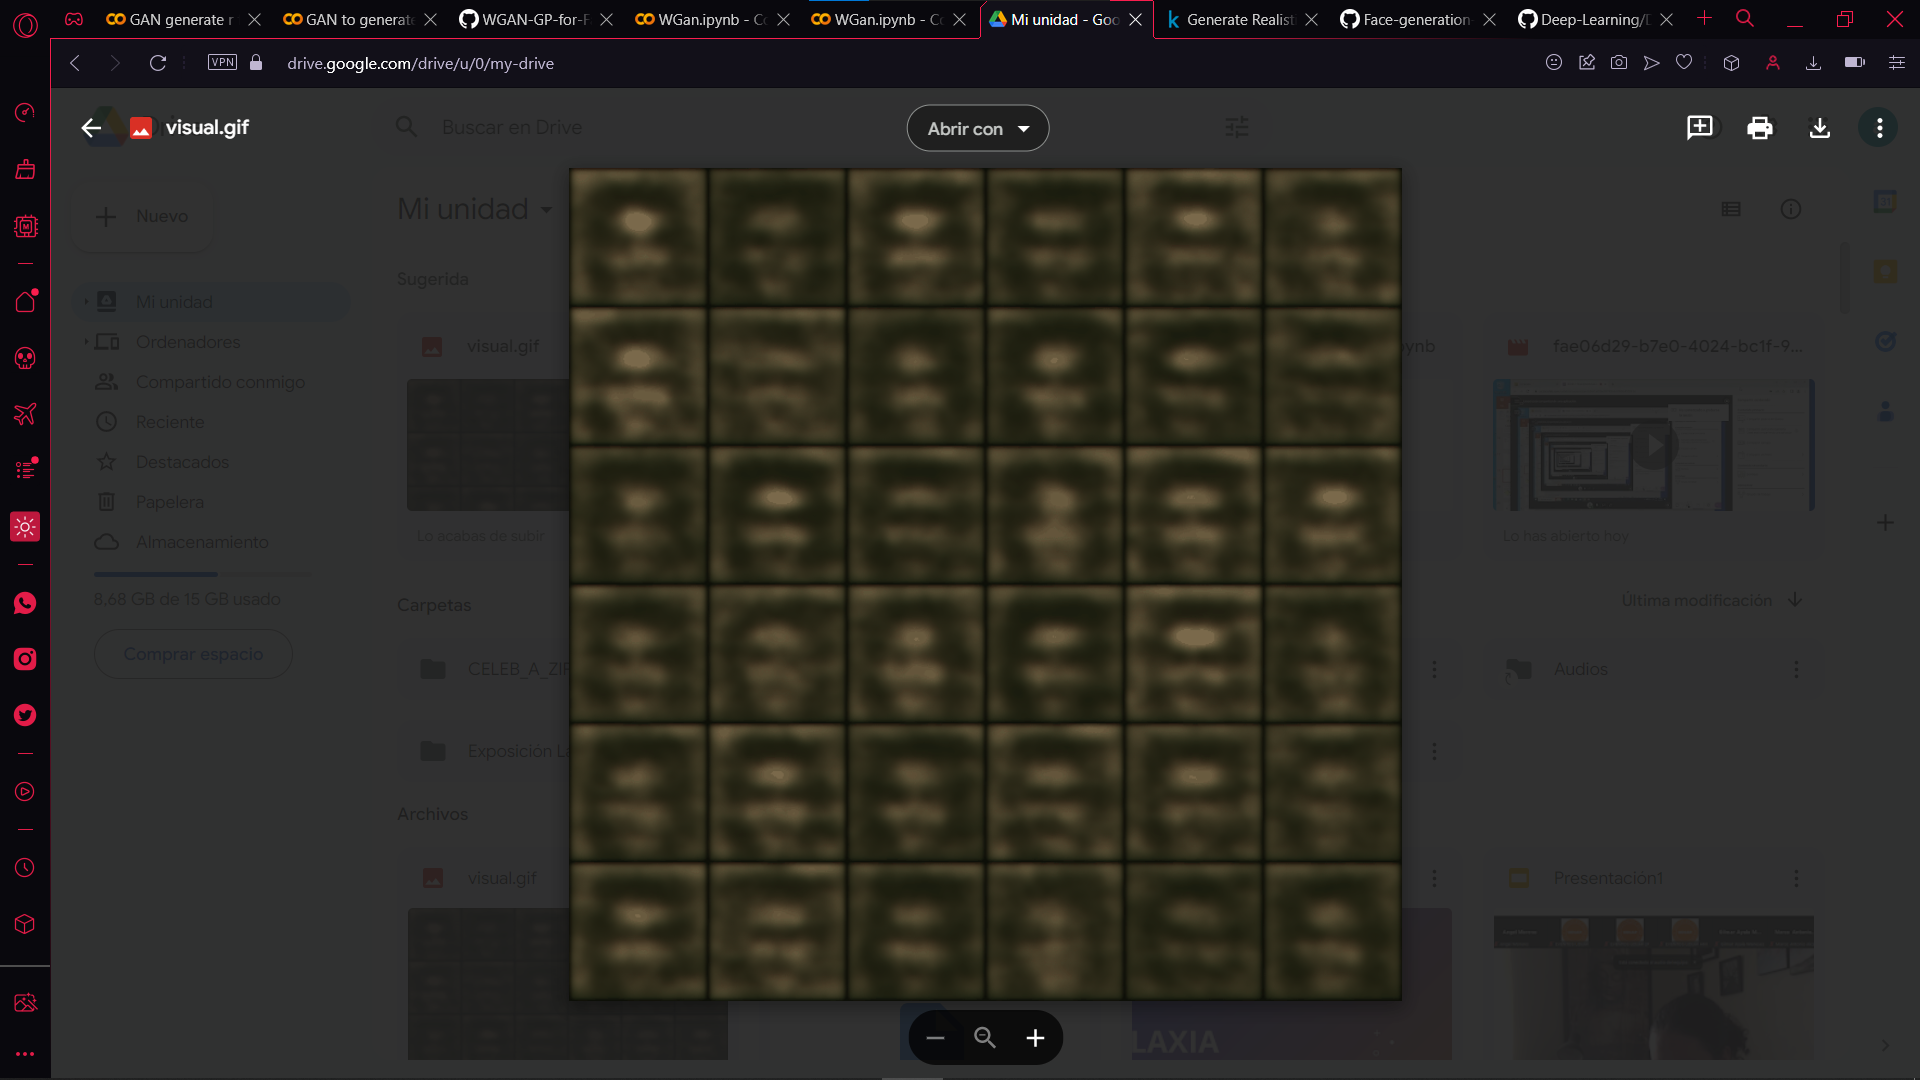 GAN generate r
GAN to generate
WGAN-GP-for-F
WGan.ipynb - Co
WGan.ipynb - Co
Mi unidad - Goo
Generate Realist
Face-generation-
Deep-Learning/D
VPN
drive.google.com/drive/u/0/my-drive
visual.gif
Buscar en Drive
Abrir con
Nuevo
Mi unidad
Sugerida
Mi unidad
Ordenadores
visual.gif
ynb
fae06d29-b7e0-4024-bc1f-9...
Compartido conmigo
Reciente
Destacados
Papelera
Almacenamiento
Lo acabas de subir
Lo has abierto hoy
8,68 GB de 15 GB usado
Carpetas
Última modificación
Comprar espacio
CELEB_A_ZIP
Audios
Exposición L
Archivos
visual.gif
Presentacion1
LAXIA